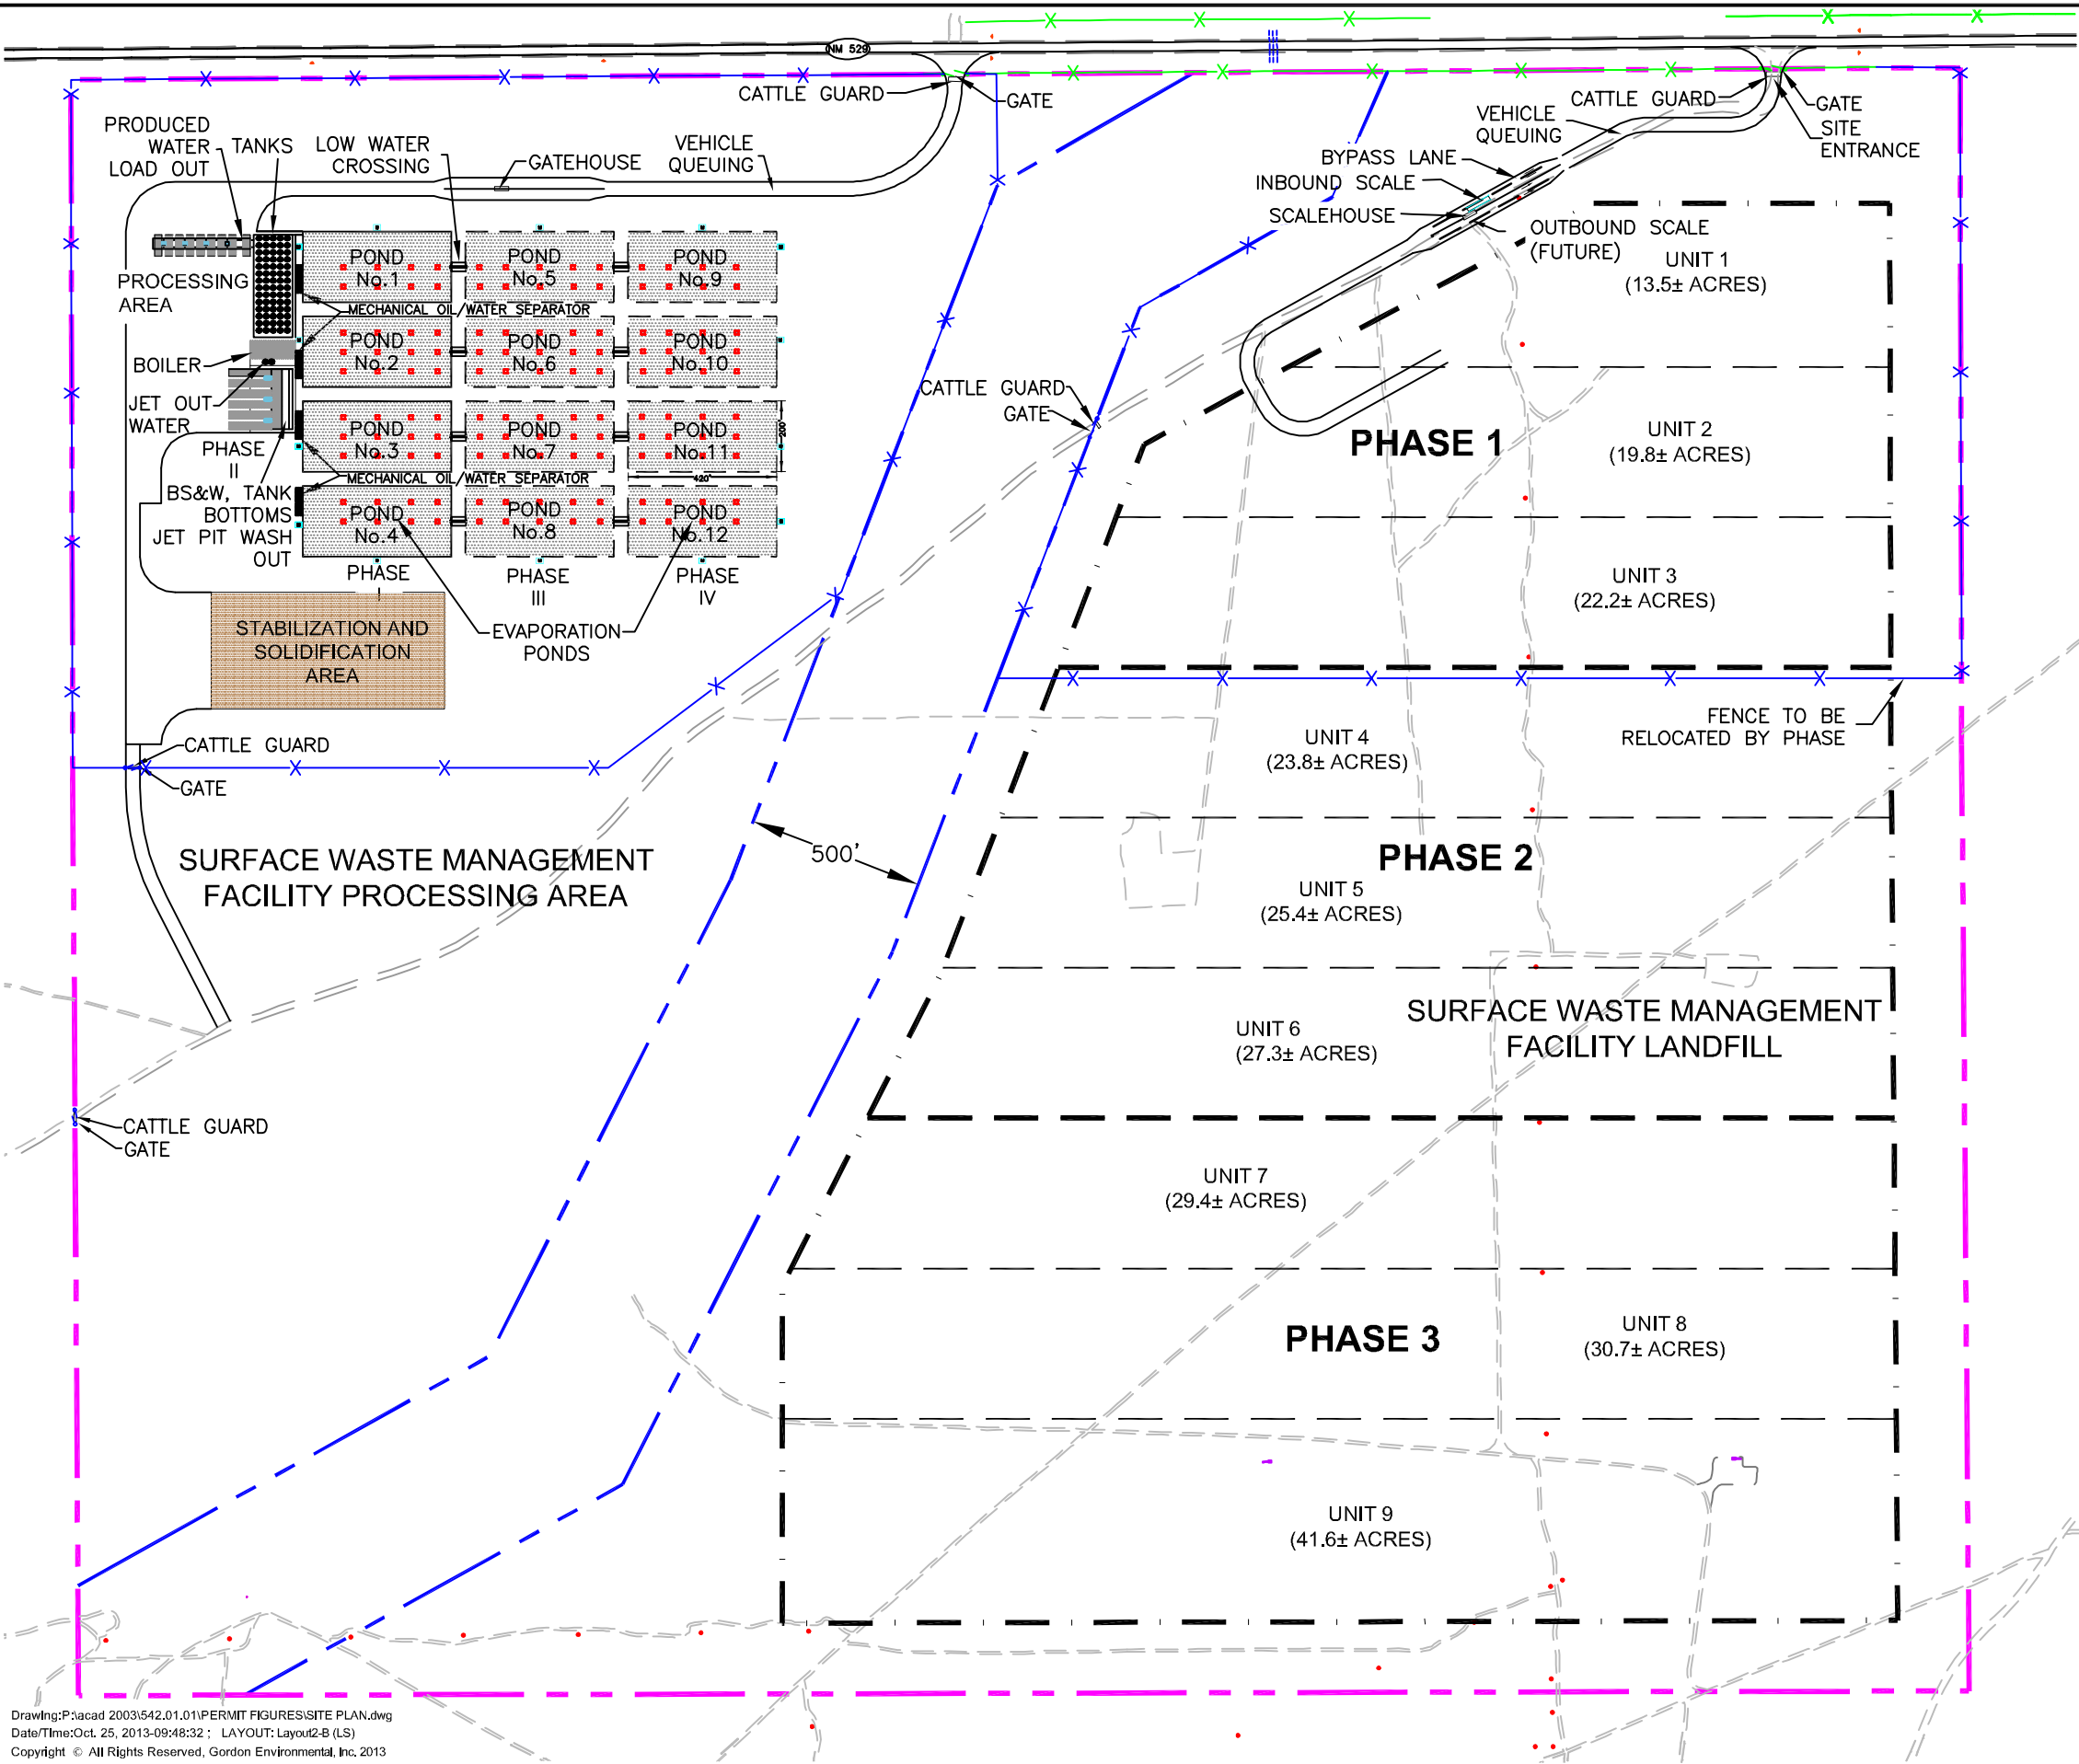 NM 529
CATTLE GUARD
GATE
CATTLE GUARD
GATE
SITE
ENTRANCE
VEHICLE
QUEUING
PRODUCED
WATER
LOAD OUT
TANKS
LOW WATER
CROSSING
GATEHOUSE
VEHICLE
QUEUING
BYPASS LANE
INBOUND SCALE
SCALEHOUSE
OUTBOUND SCALE
(FUTURE)
UNIT 1
(13.5± ACRES)
PROCESSING
AREA
POND
No.1
POND
No.5
POND
No.9
MECHANICAL OIL/WATER SEPARATOR
POND
No.2
POND
No.6
POND
No.10
BOILER
JET OUT
WATER
CATTLE GUARD
GATE
POND
No.3
POND
No.7
POND
No.11
200'
420'
PHASE
II
MECHANICAL OIL/WATER SEPARATOR
BS&W, TANK
BOTTOMS
JET PIT WASH
OUT
POND
No.4
POND
No.8
POND
No.12
PHASE
I
PHASE
III
PHASE
IV
PHASE 1
UNIT 2
(19.8± ACRES)
UNIT 3
(22.2± ACRES)
STABILIZATION AND
SOLIDIFICATION
AREA
EVAPORATION
PONDS
CATTLE GUARD
GATE
FENCE TO BE
RELOCATED BY PHASE
UNIT 4
(23.8± ACRES)
SURFACE WASTE MANAGEMENT
FACILITY PROCESSING AREA
500'
PHASE 2
UNIT 5
(25.4± ACRES)
UNIT 6
(27.3± ACRES)
SURFACE WASTE MANAGEMENT
FACILITY LANDFILL
CATTLE GUARD
GATE
UNIT 7
(29.4± ACRES)
PHASE 3
UNIT 8
(30.7± ACRES)
UNIT 9
(41.6± ACRES)
Drawing:P:\acad 2003\542.01.01\PERMIT FIGURES\SITE PLAN.dwg
Date/Time:Oct. 25, 2013-09:48:32 ; LAYOUT: Layout2-B (LS)
Copyright © All Rights Reserved, Gordon Environmental, Inc. 2013